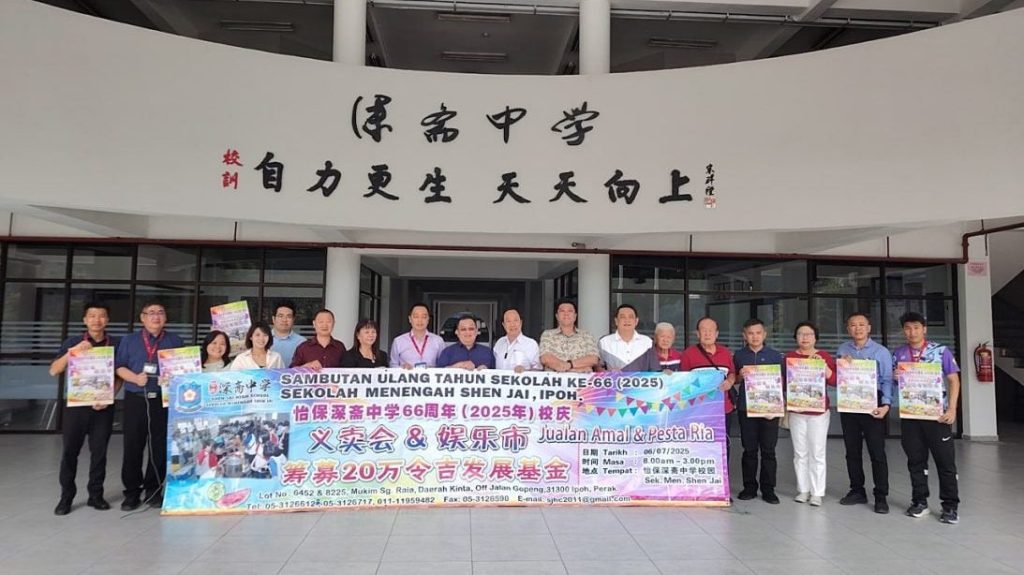 深斋中学
校訓
自力更生 天天向上
深斋中学
SHEN JAI HIGH SCHOOL
SAMBUTAN ULANG TAHUN SEKOLAH KE-66 (2025)
SEKOLAH MENENGAH SHEN JAI, IPOH.
怡保深斋中学66周年(2025年)校庆
义卖会 & 娱乐市 Jualan Amal & Pesta Ria
筹募20万令吉发展基金
日期 Tarikh : 06/07/2025
时间 Masa : 8.00am – 3.00pm
地点 Tempat : 怡保深斋中学校园
Sek. Men. Shen Jai
Lot No : 6452 & 8225, Mukim Sg. Raia, Daerah Kinta, Off Jalan Gopeng, 31300 Ipoh, Perak.
Tel: 05-3126612, 05-3126717, 011-11959482 Fax: 05-3126590 E-mail: sjhc2011@gmail.com